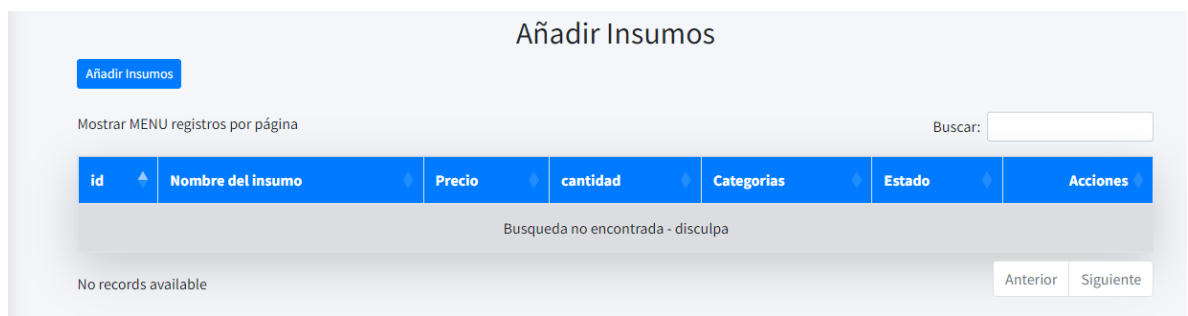 Añadir Insumos
Añadir Insumos
Mostrar MENU registros por página
Buscar:
id Nombre del insumo Precio cantidad Categorias Estado Acciones
Busqueda no encontrada - disculpa
No records available
Anterior Siguiente